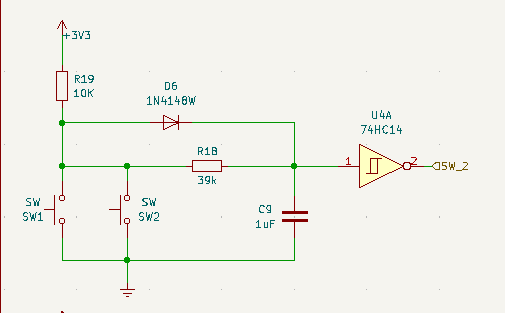 +3V3
R19
10K
D6
1N4148W
U4A
74HC14
R18
39k
1
2
SW_2
SW
SW1
SW
SW2
C9
1uF